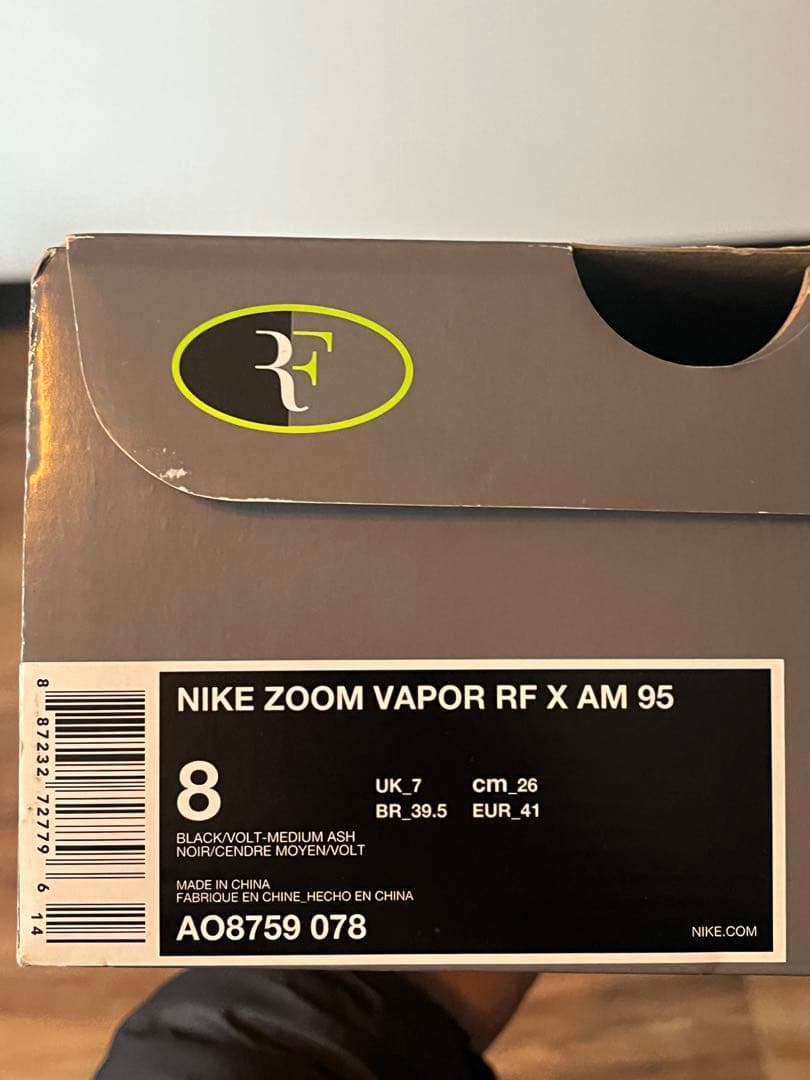 RF
NIKE ZOOM VAPOR RF X AM 95
8
UK_7 cm_26
BR_39.5 EUR_41
BLACK/VOLT-MEDIUM ASH
NOIR/CENDRE MOYEN/VOLT
MADE IN CHINA
FABRIQUE EN CHINE_HECHO EN CHINA
AO8759 078
NIKE.COM
8 87232 72779 6 14